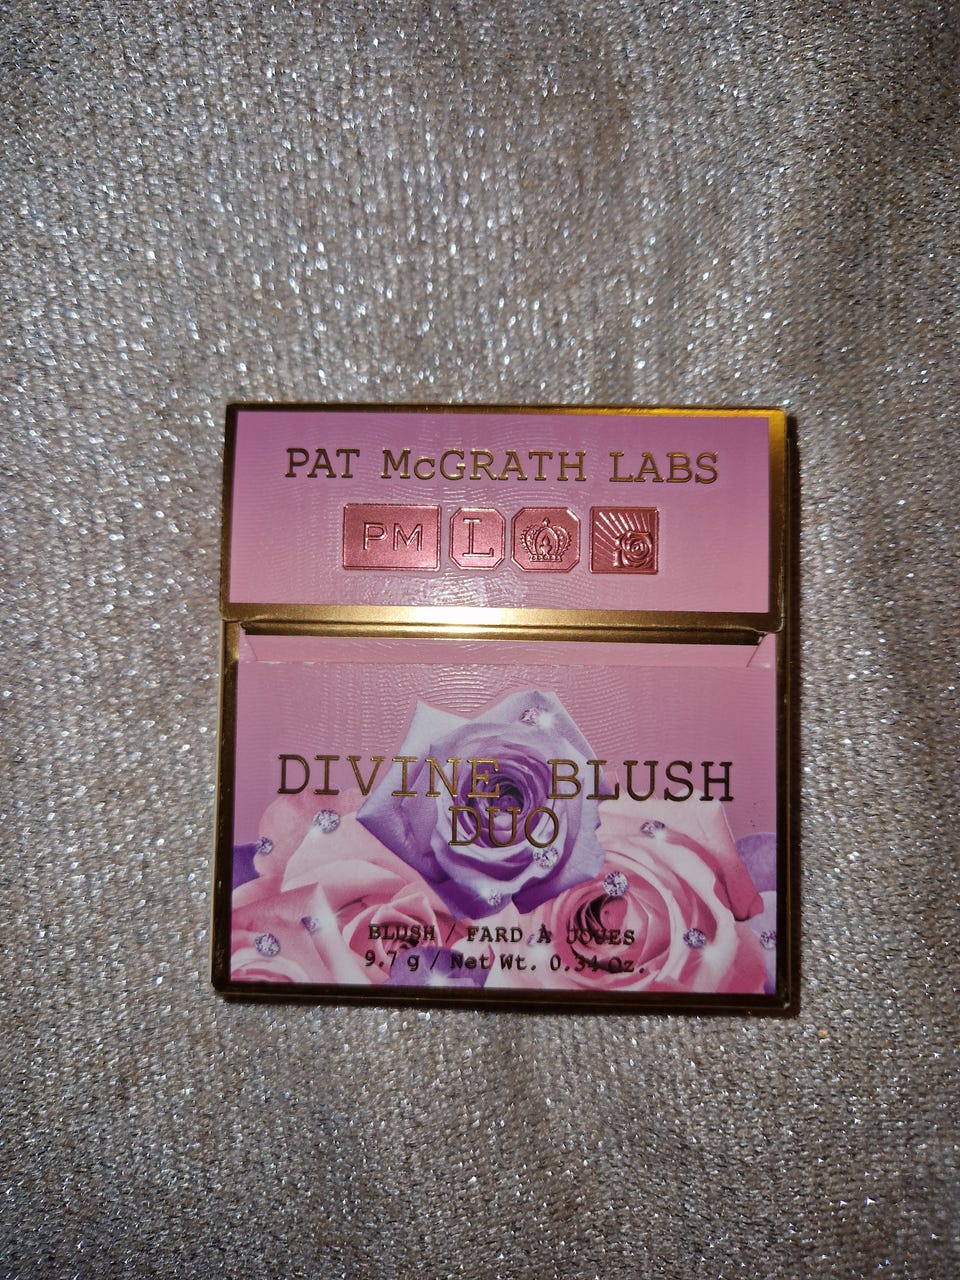 PAT McGRATH LABS
PM L
DIVINE BLUSH
DUO
BLUSH / FARD À JOUES
9.7 g / Net Wt. 0.34 Oz.